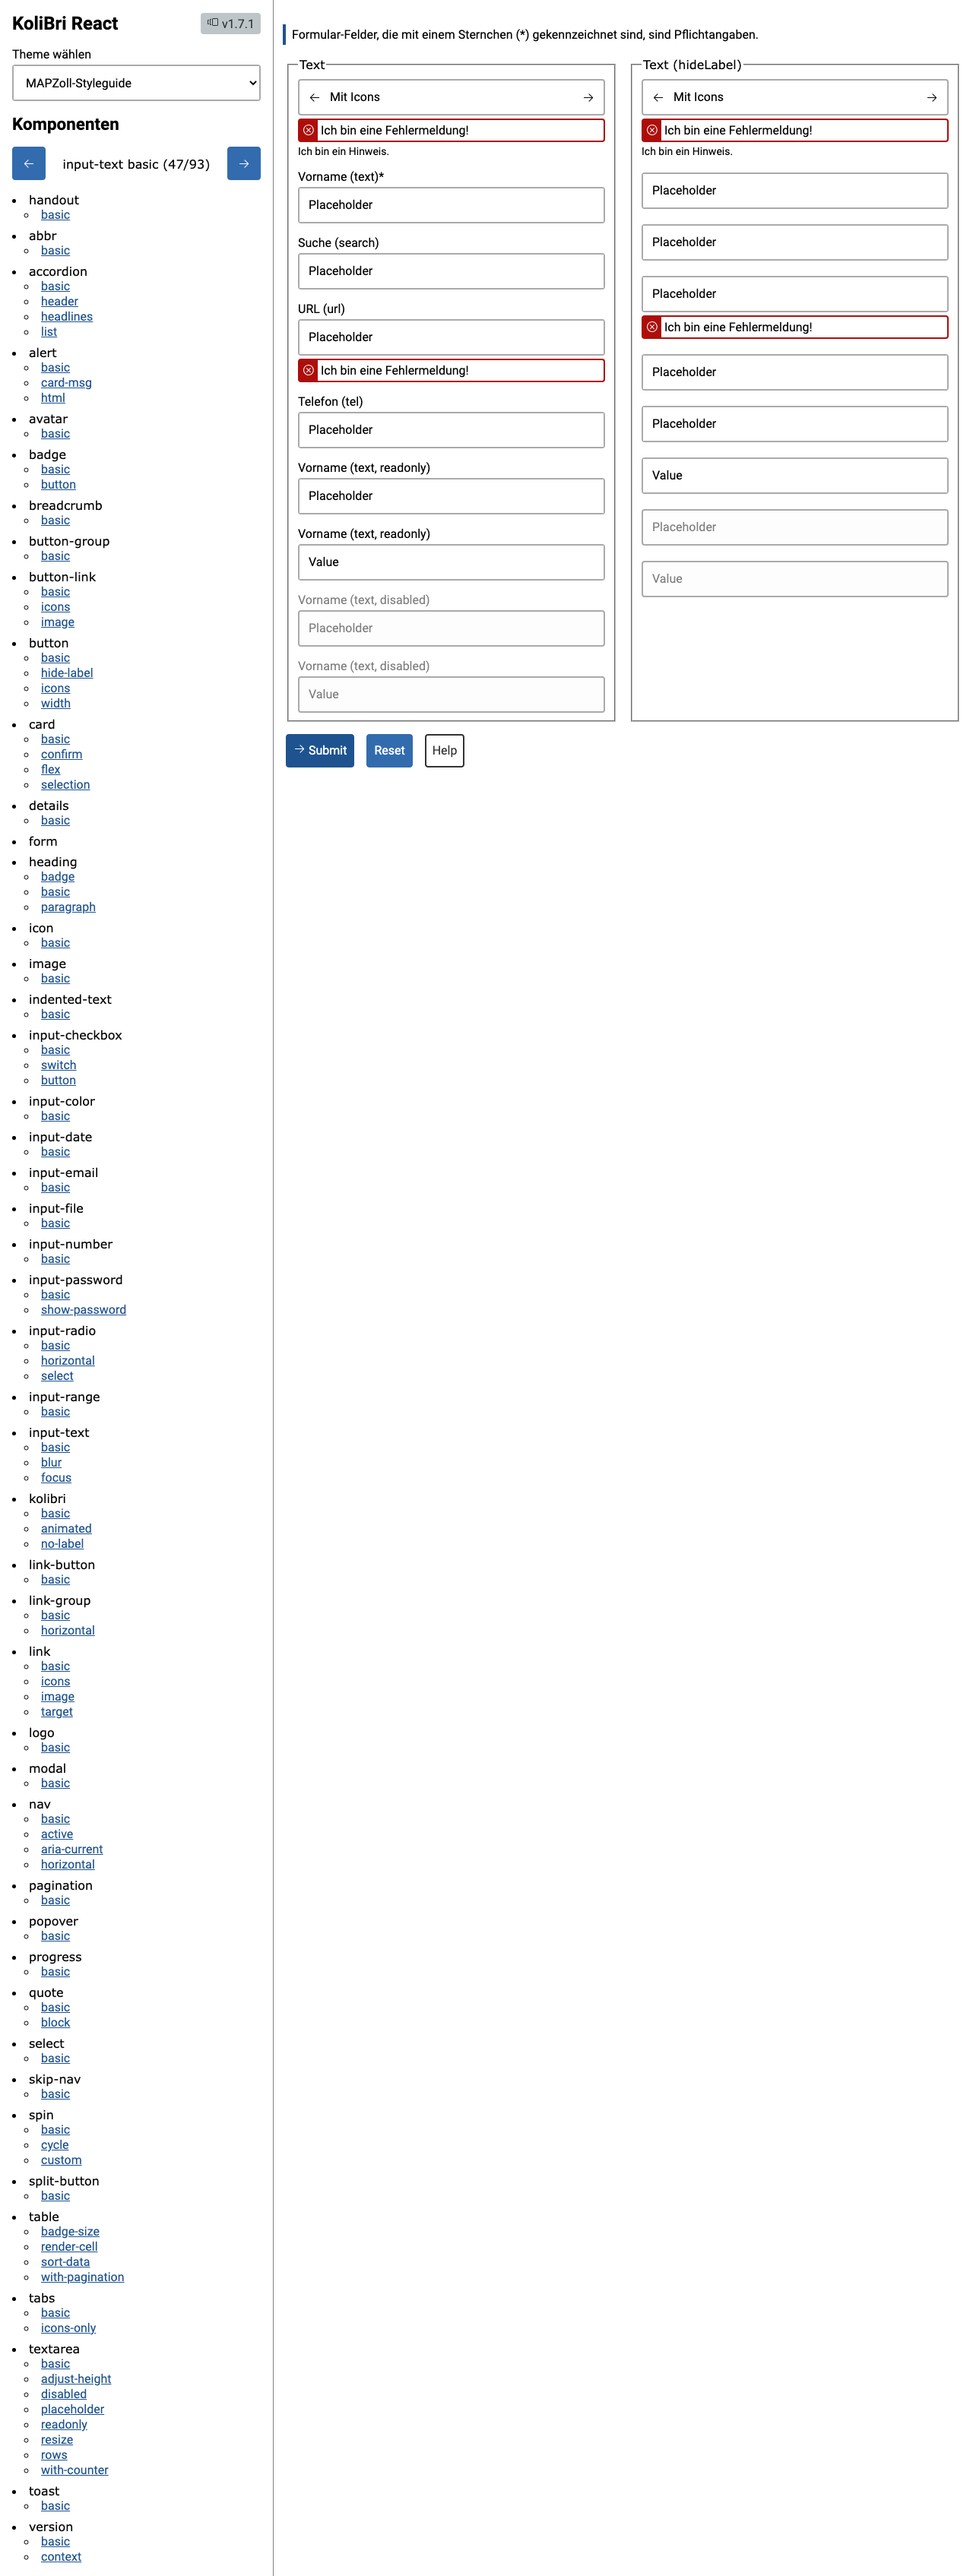 KoliBri React
v1.7.1
Theme wählen
MAPZoll-Styleguide
Komponenten
← input-text basic (47/93) →
handout
basic
abbr
basic
accordion
basic
header
headlines
list
alert
basic
card-msg
html
avatar
basic
badge
basic
button
breadcrumb
basic
button-group
basic
button-link
basic
icons
image
button
basic
hide-label
icons
width
card
basic
confirm
flex
selection
details
basic
form
heading
badge
basic
paragraph
icon
basic
image
basic
indented-text
basic
input-checkbox
basic
switch
button
input-color
basic
input-date
basic
input-email
basic
input-file
basic
input-number
basic
input-password
basic
show-password
input-radio
basic
horizontal
select
input-range
basic
input-text
basic
blur
focus
kolibri
basic
animated
no-label
link-button
basic
link-group
basic
horizontal
link
basic
icons
image
target
logo
basic
modal
basic
nav
basic
active
aria-current
horizontal
pagination
basic
popover
basic
progress
basic
quote
basic
block
select
basic
skip-nav
basic
spin
basic
cycle
custom
split-button
basic
table
badge-size
render-cell
sort-data
with-pagination
tabs
basic
icons-only
textarea
basic
adjust-height
disabled
placeholder
readonly
resize
rows
with-counter
toast
basic
version
basic
context
Formular-Felder, die mit einem Sternchen (*) gekennzeichnet sind, sind Pflichtangaben.
Text
← Mit Icons →
Ich bin eine Fehlermeldung!
Ich bin ein Hinweis.
Vorname (text)*
Placeholder
Suche (search)
Placeholder
URL (url)
Placeholder
Ich bin eine Fehlermeldung!
Telefon (tel)
Placeholder
Vorname (text, readonly)
Placeholder
Vorname (text, readonly)
Value
Vorname (text, disabled)
Placeholder
Vorname (text, disabled)
Value
Text (hideLabel)
← Mit Icons →
Ich bin eine Fehlermeldung!
Ich bin ein Hinweis.
Placeholder
Placeholder
Placeholder
Ich bin eine Fehlermeldung!
Placeholder
Placeholder
Value
Placeholder
Value
→ Submit
Reset
Help